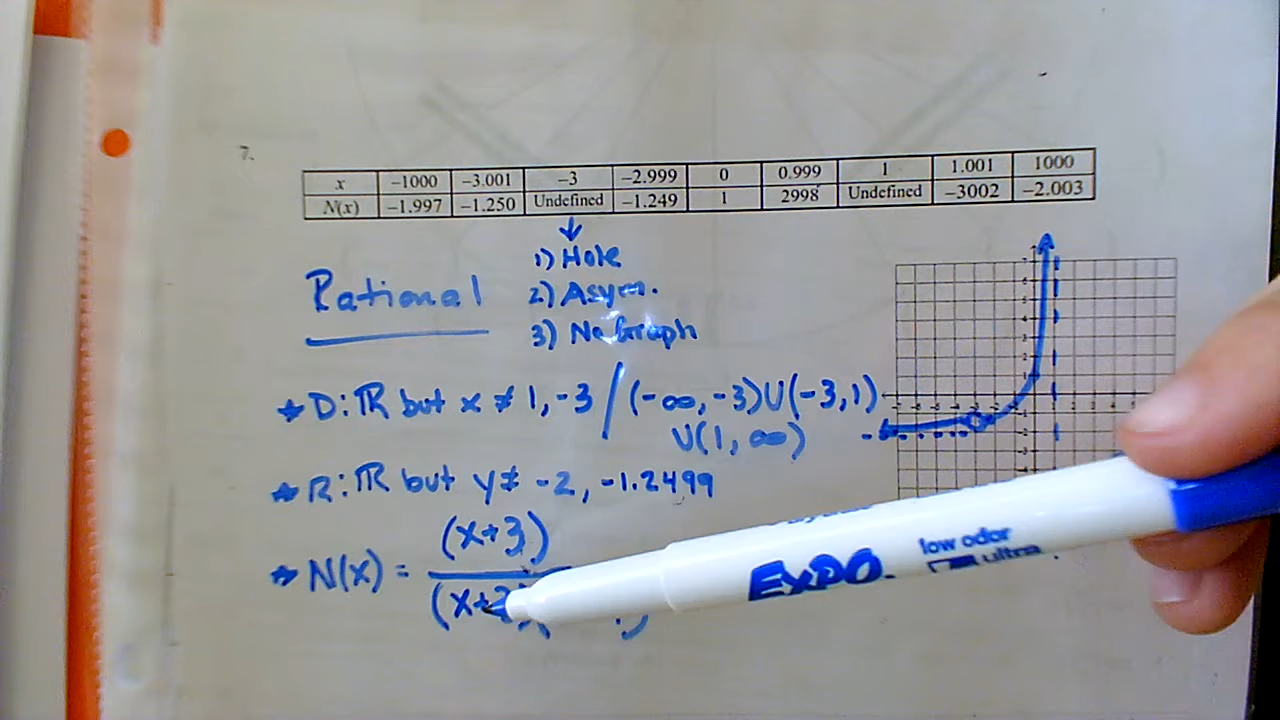 7.
x −1000 −3.001 −3 −2.999 0 0.999 1 1.001 1000
N(x) −1.997 −1.250 Undefined −1.249 1 2998 Undefined −3002 −2.003
Rational
1) Hole
2) Asym.
3) No Graph
D: ℝ but x ≠ 1, -3 / (-∞, -3) U (-3, 1)
U (1, ∞)
R: ℝ but y ≠ -2, -1.2499
N(x) = (x+3)
(x+3)
EXPO. low odor
ultra